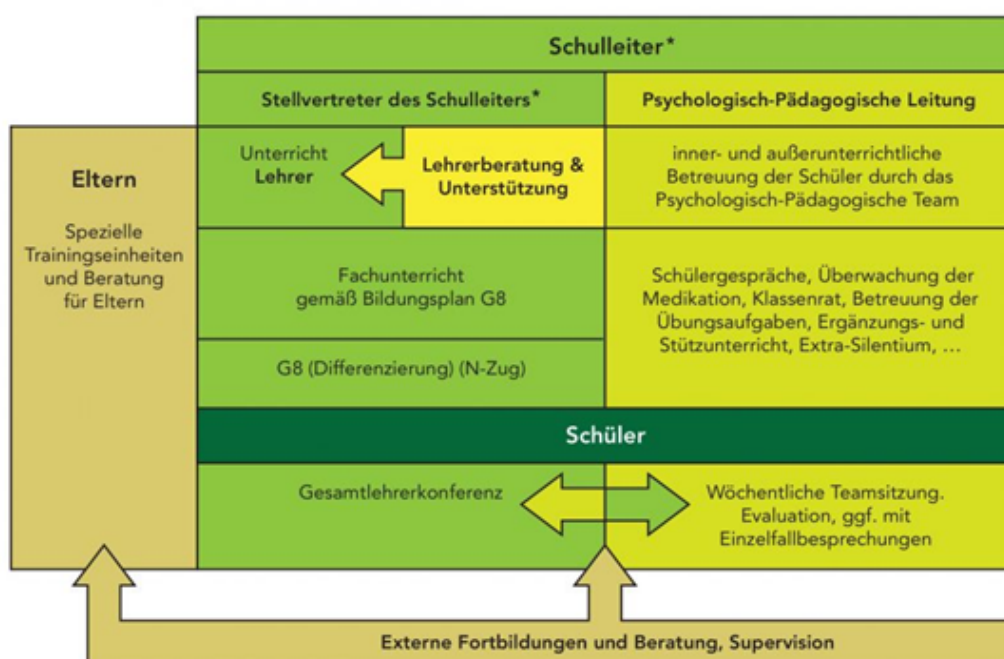 Schulleiter*
Stellvertreter des Schulleiters*
Psychologisch-Pädagogische Leitung
Eltern
Spezielle
Trainingseinheiten
und Beratung
für Eltern
Unterricht
Lehrer
Lehrerberatung &
Unterstützung
inner- und außerunterrichtliche
Betreuung der Schüler durch das
Psychologisch-Pädagogische Team
Fachunterricht
gemäß Bildungsplan G8
Schülergespräche, Überwachung der
Medikation, Klassenrat, Betreuung der
Übungsaufgaben, Ergänzungs- und
Stützunterricht, Extra-Silentium, ...
G8 (Differenzierung) (N-Zug)
Schüler
Gesamtlehrerkonferenz
Wöchentliche Teamsitzung.
Evaluation, ggf. mit
Einzelfallbesprechungen
Externe Fortbildungen und Beratung, Supervision